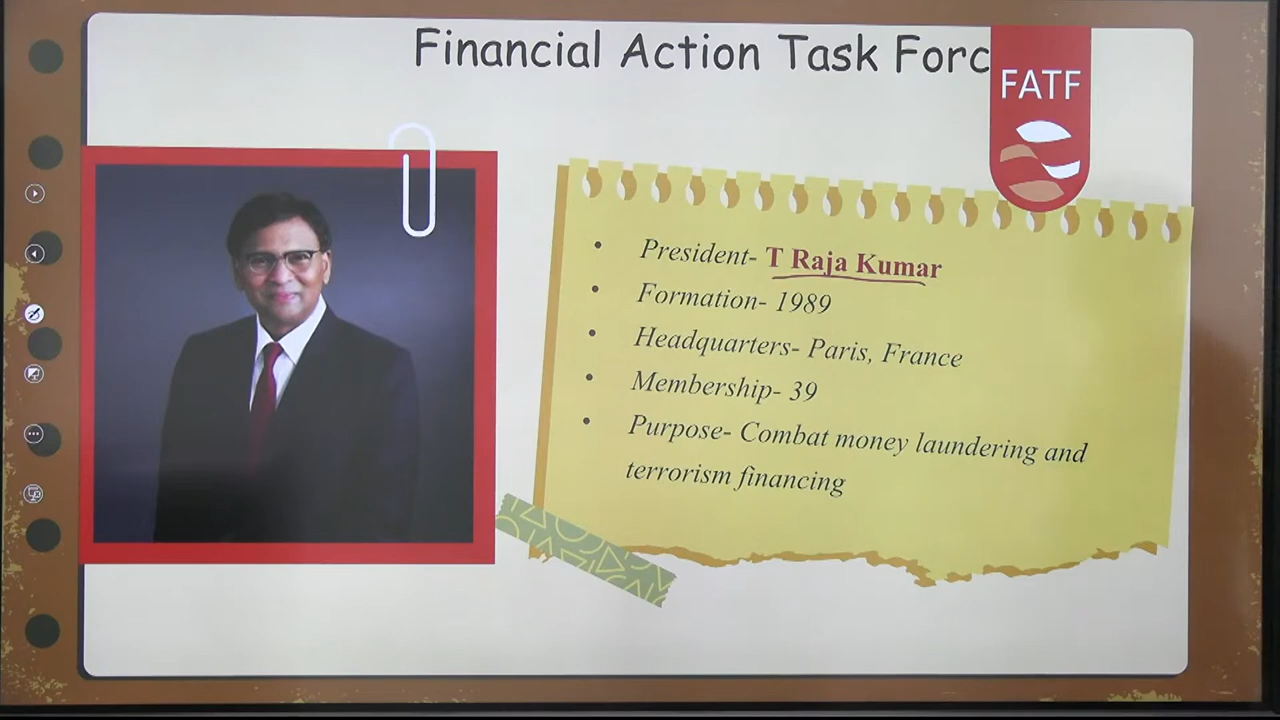 Financial Action Task Forc
FATF
President- T Raja Kumar
Formation- 1989
Headquarters- Paris, France
Membership- 39
Purpose- Combat money laundering and
terrorism financing